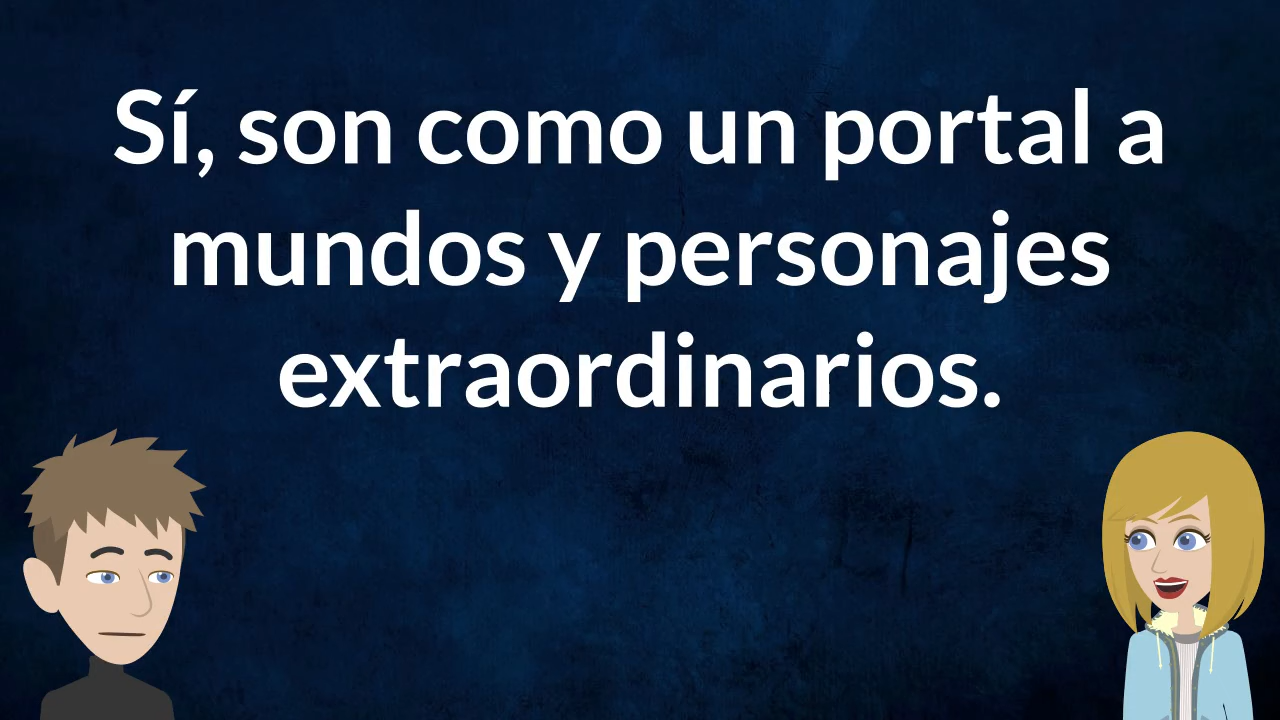 Sí, son como un portal a
mundos y personajes
extraordinarios.